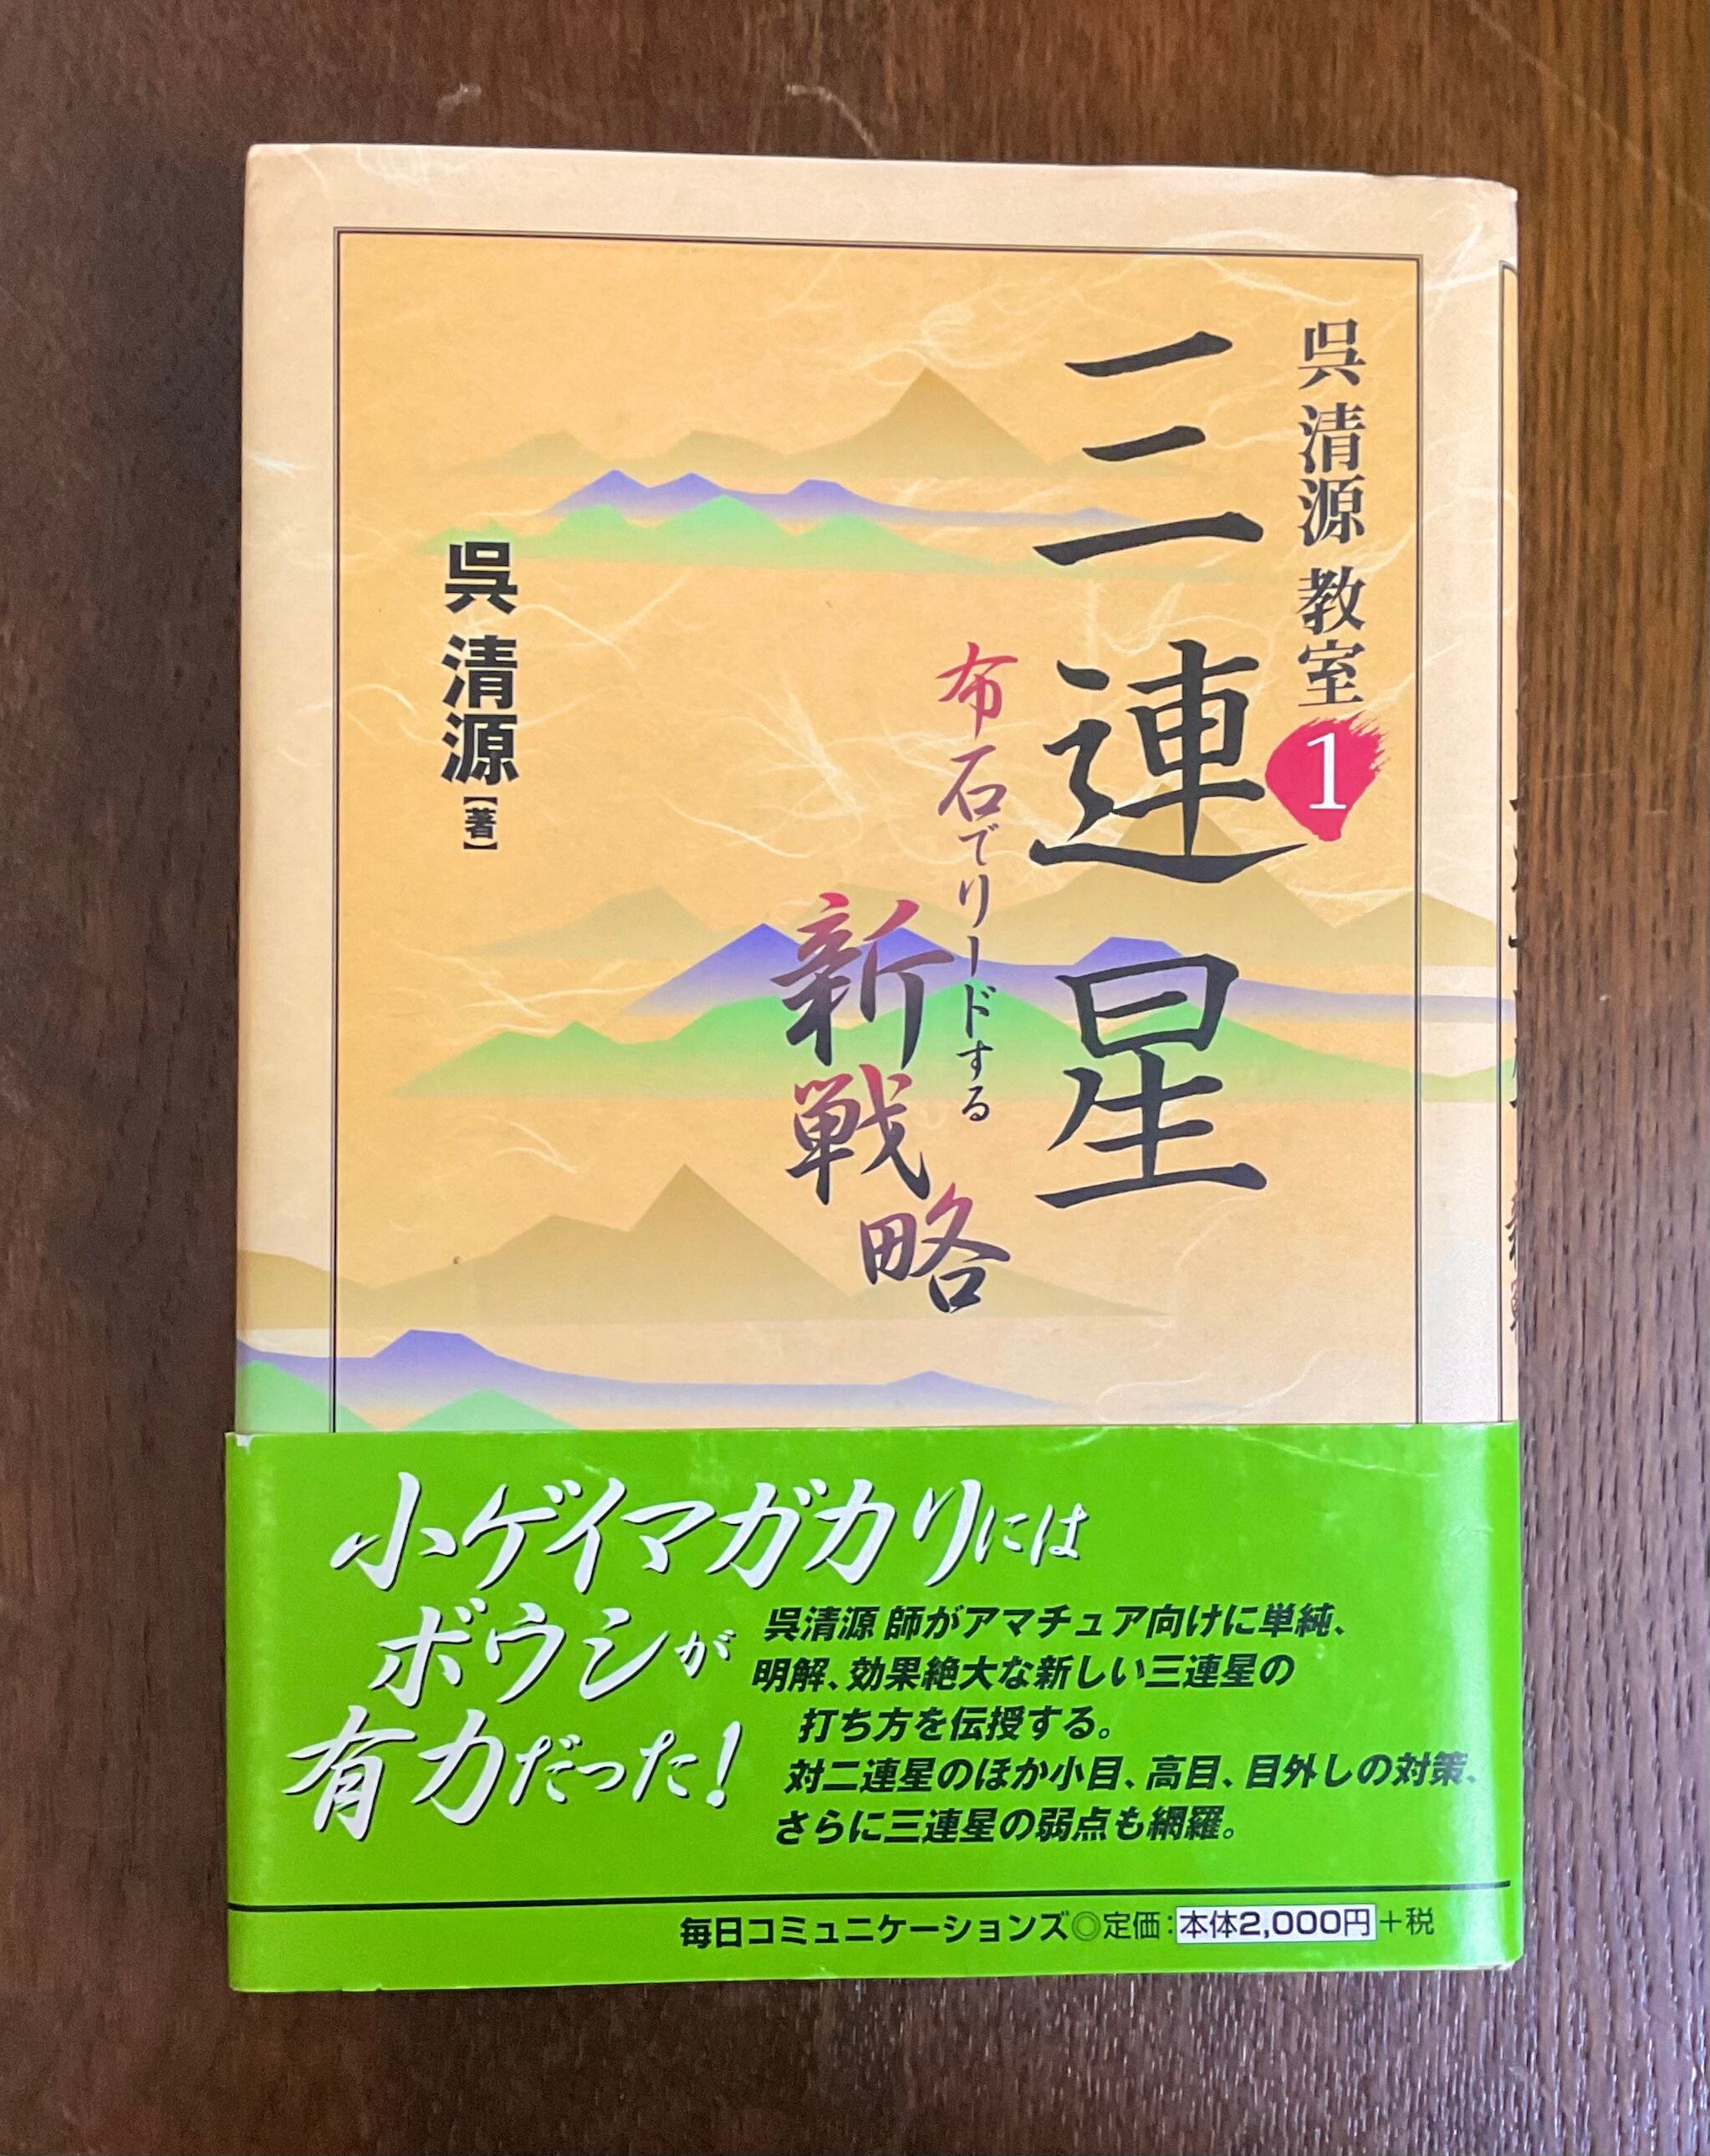 呉 清源 教室 1
三連星
布石でリードする
新戦略
呉 清源【著】
小ゲイマガカリには
ボウシが
有力だった!
呉清源 師がアマチュア向けに単純、
明解、効果絶大な新しい三連星の
打ち方を伝授する。
対二連星のほか小目、高目、目外しの対策、
さらに三連星の弱点も網羅。
毎日コミュニケーションズ◎定価:本体2,000円+税